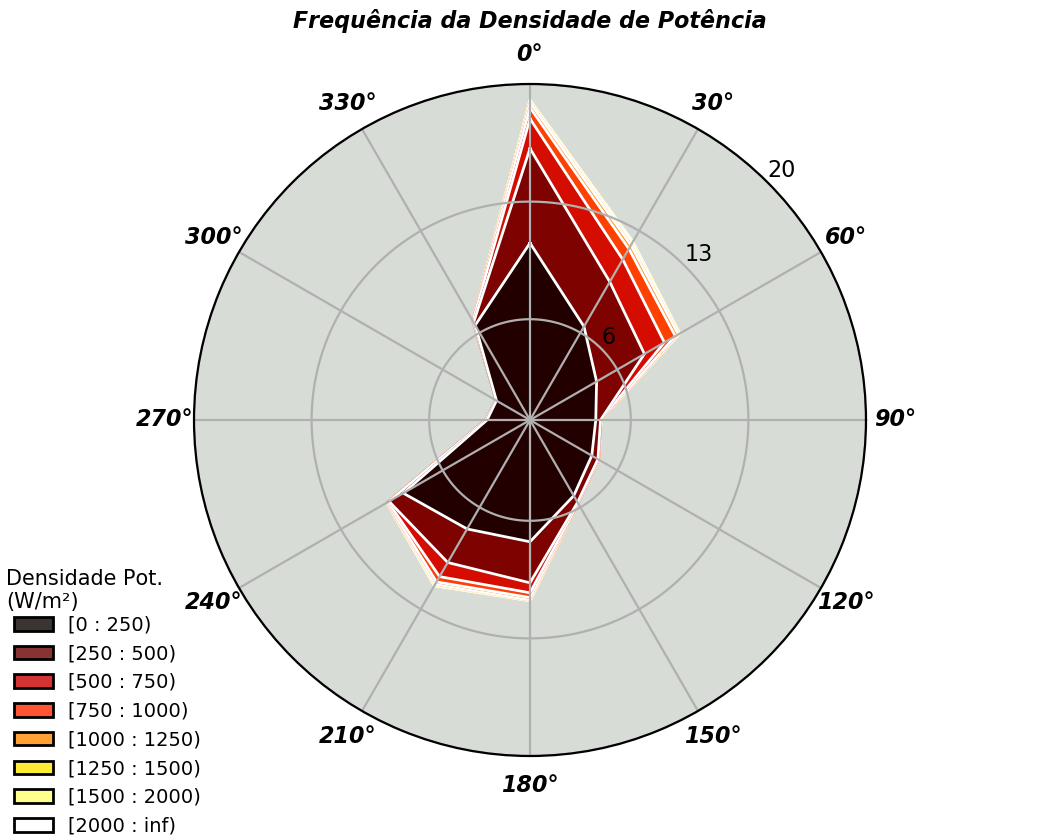 Frequência da Densidade de Potência
0°
330°
30°
20
300°
60°
13
6
270°
90°
240°
120°
210°
150°
180°
Densidade Pot.
(W/m²)
[0 : 250)
[250 : 500)
[500 : 750)
[750 : 1000)
[1000 : 1250)
[1250 : 1500)
[1500 : 2000)
[2000 : inf)